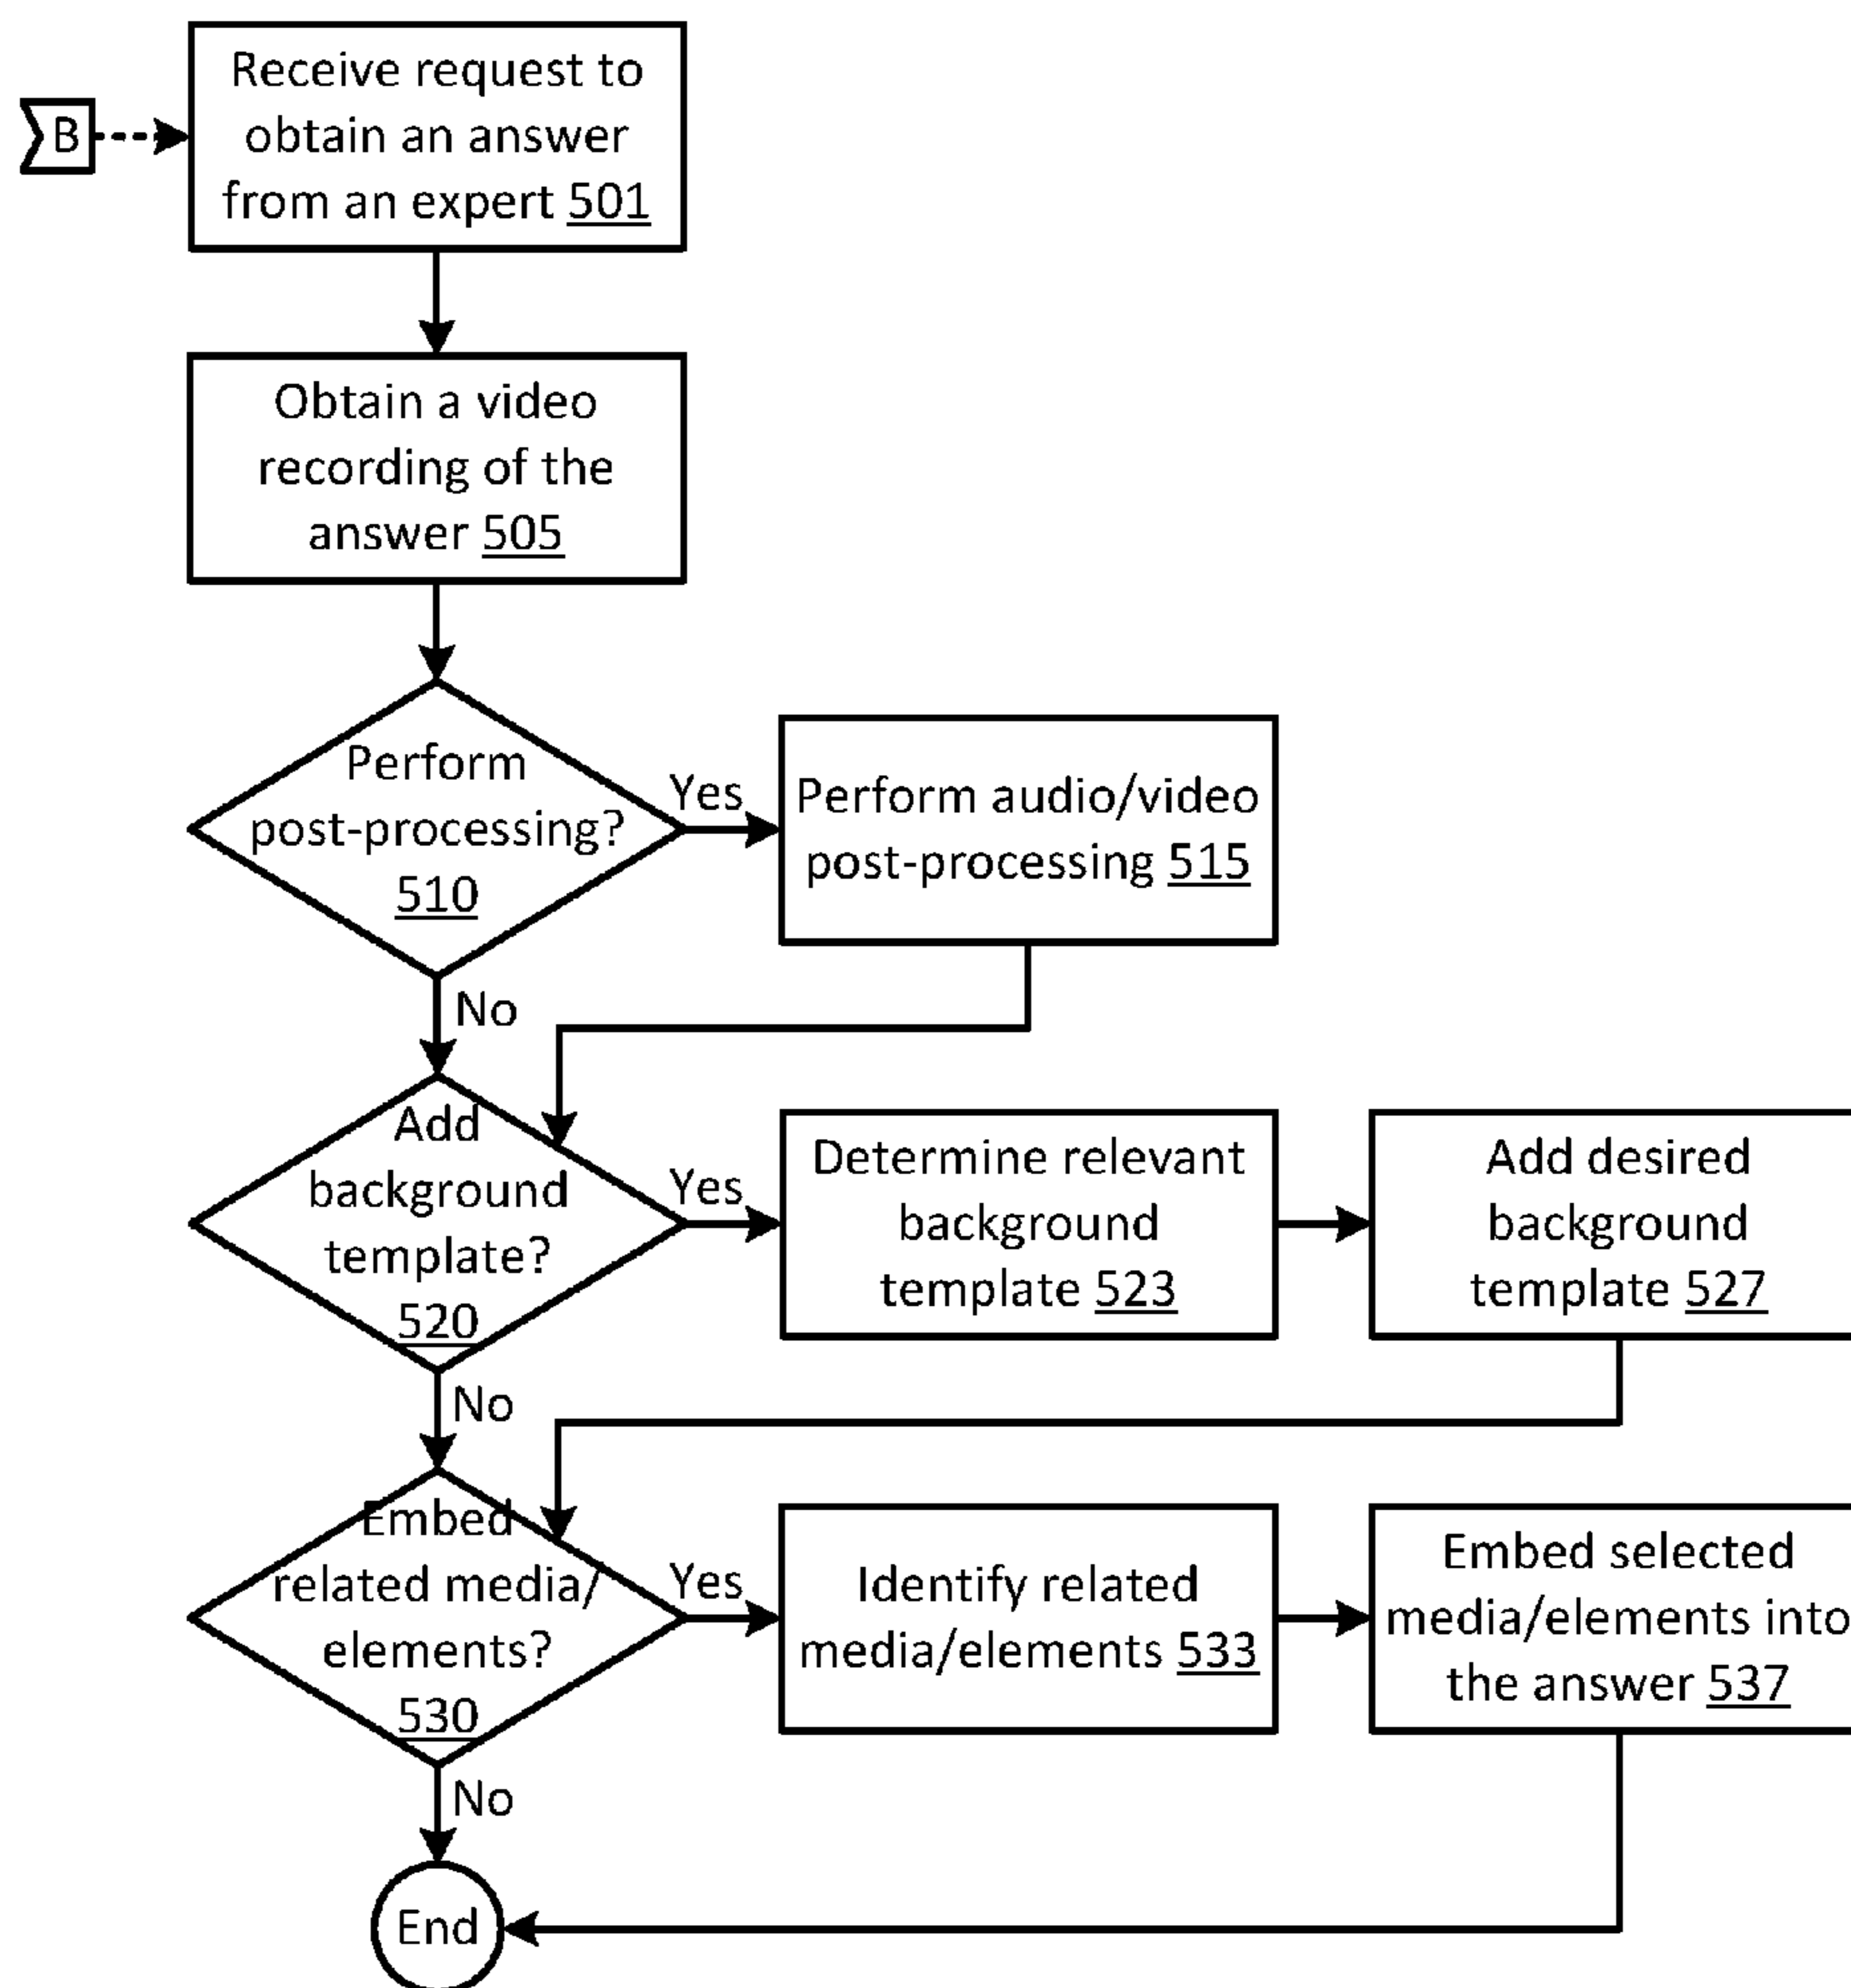 B
Receive request to
obtain an answer
from an expert 501
Obtain a video
recording of the
answer 505
Perform
post-processing?
510
Yes
Perform audio/video
post-processing 515
No
Add
background
template?
520
Yes
Determine relevant
background
template 523
Add desired
background
template 527
No
Embed
related media/
elements?
530
Yes
Identify related
media/elements 533
Embed selected
media/elements into
the answer 537
No
End